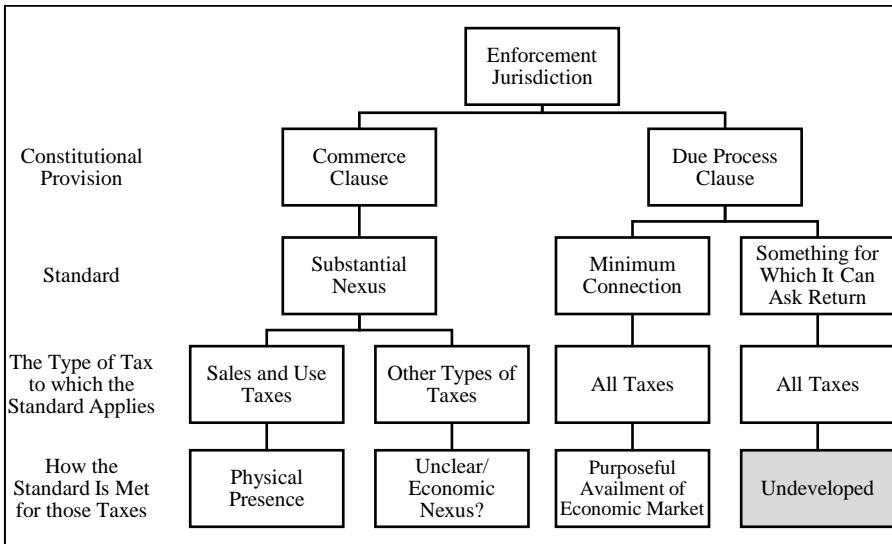 Enforcement
Jurisdiction
Constitutional
Provision
Commerce
Clause
Due Process
Clause
Standard
Substantial
Nexus
Minimum
Connection
Something for
Which It Can
Ask Return
The Type of Tax
to which the
Standard Applies
Sales and Use
Taxes
Other Types of
Taxes
All Taxes
All Taxes
How the
Standard Is Met
for those Taxes
Physical
Presence
Unclear/
Economic
Nexus?
Purposeful
Availment of
Economic Market
Undeveloped